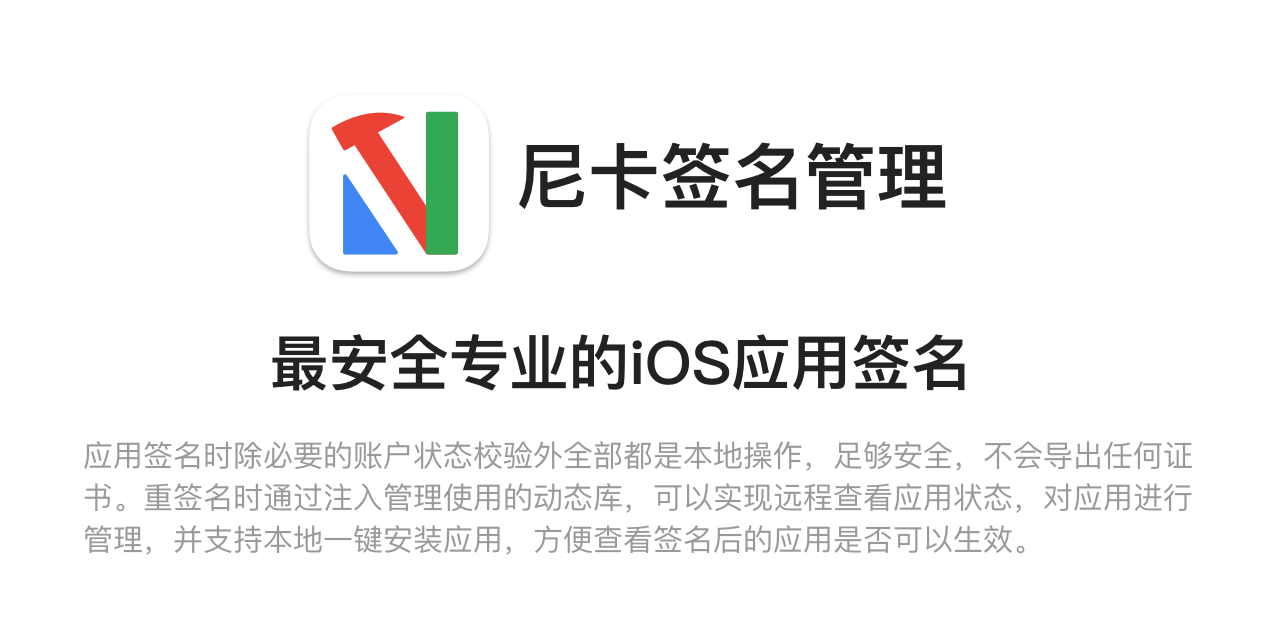 尼卡签名管理
最安全专业的iOS应用签名
应用签名时除必要的账户状态校验外全部都是本地操作，足够安全，不会导出任何证
书。重签名时通过注入管理使用的动态库，可以实现远程查看应用状态，对应用进行
管理，并支持本地一键安装应用，方便查看签名后的应用是否可以生效。